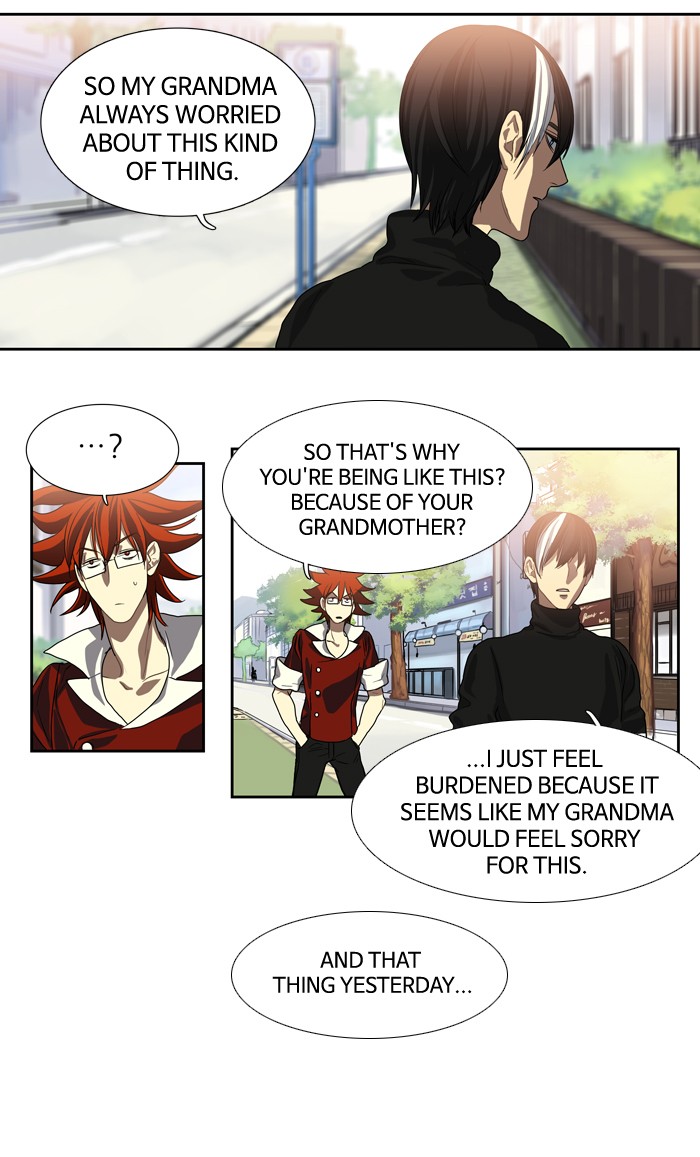 SO MY GRANDMA
ALWAYS WORRIED
ABOUT THIS KIND
OF THING.
...?
SO THAT'S WHY
YOU'RE BEING LIKE THIS?
BECAUSE OF YOUR
GRANDMOTHER?
...I JUST FEEL
BURDENED BECAUSE IT
SEEMS LIKE MY GRANDMA
WOULD FEEL SORRY
FOR THIS.
AND THAT
THING YESTERDAY...